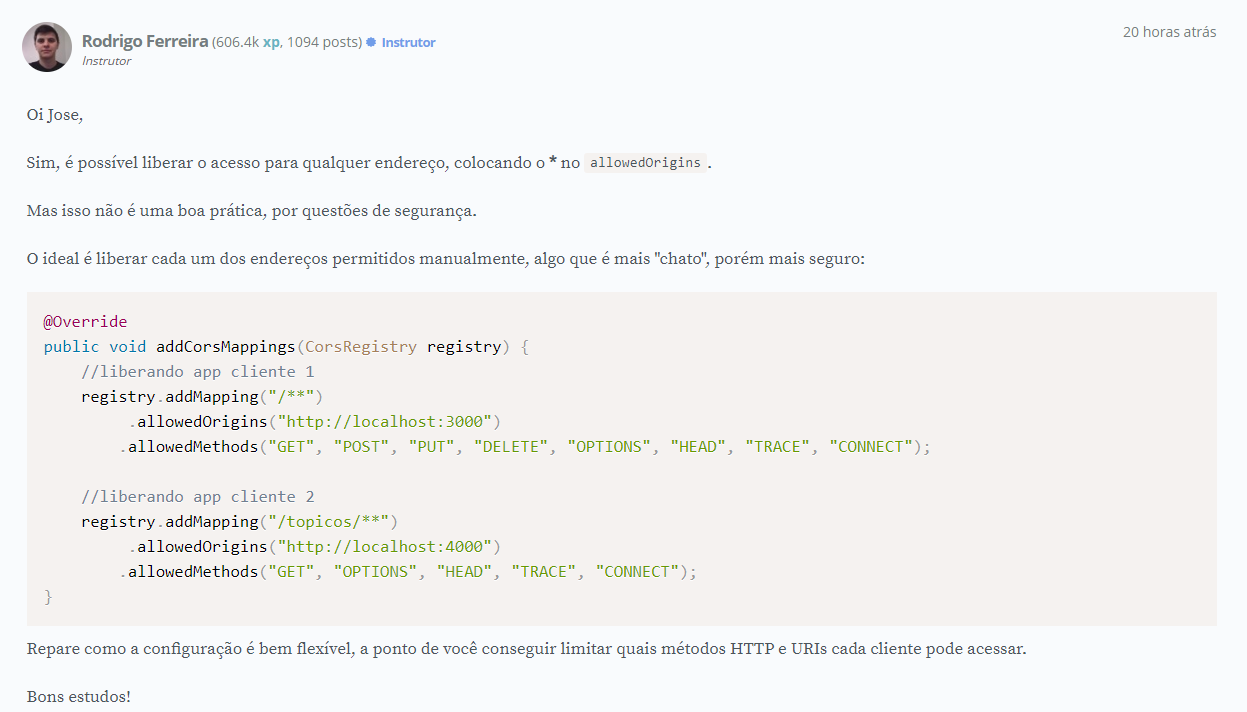 Rodrigo Ferreira (606.4k xp, 1094 posts) Instrutor
20 horas atrás
Instrutor
Oi Jose,
Sim, é possível liberar o acesso para qualquer endereço, colocando o * no allowedOrigins.
Mas isso não é uma boa prática, por questões de segurança.
O ideal é liberar cada um dos endereços permitidos manualmente, algo que é mais "chato", porém mais seguro:
@Override
public void addCorsMappings(CorsRegistry registry) {
    //liberando app cliente 1
    registry.addMapping("/**")
         .allowedOrigins("http://localhost:3000")
        .allowedMethods("GET", "POST", "PUT", "DELETE", "OPTIONS", "HEAD", "TRACE", "CONNECT");
    //liberando app cliente 2
    registry.addMapping("/topicos/**")
         .allowedOrigins("http://localhost:4000")
        .allowedMethods("GET", "OPTIONS", "HEAD", "TRACE", "CONNECT");
}
Repare como a configuração é bem flexível, a ponto de você conseguir limitar quais métodos HTTP e URIs cada cliente pode acessar.
Bons estudos!